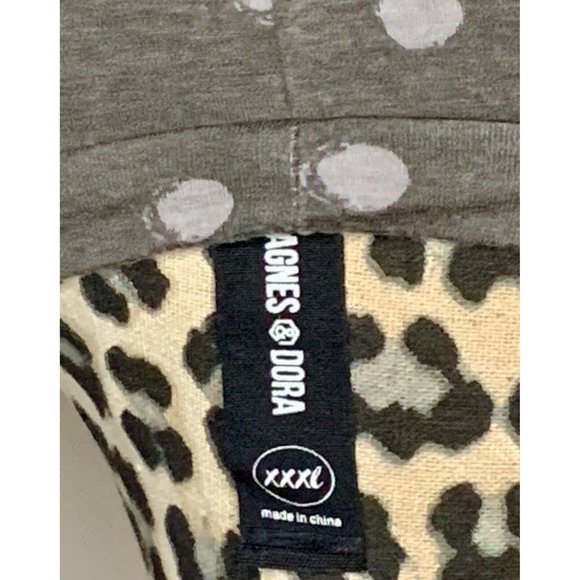 AGNES & DORA
xxxl
made in china